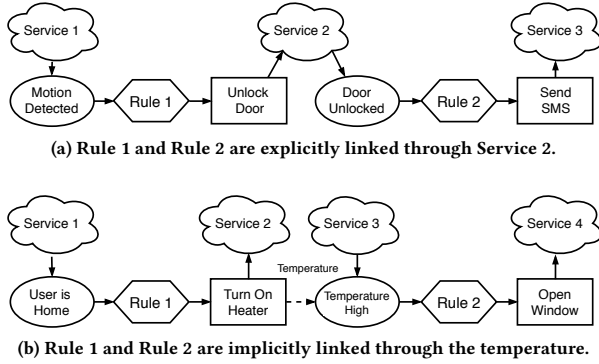 Service 1
Service 2
Service 3
Motion
Detected
Rule 1
Unlock
Door
Door
Unlocked
Rule 2
Send
SMS
(a) Rule 1 and Rule 2 are explicitly linked through Service 2.
Service 1
Service 2
Service 3
Service 4
Temperature
User is
Home
Rule 1
Turn On
Heater
Temperature
High
Rule 2
Open
Window
(b) Rule 1 and Rule 2 are implicitly linked through the temperature.